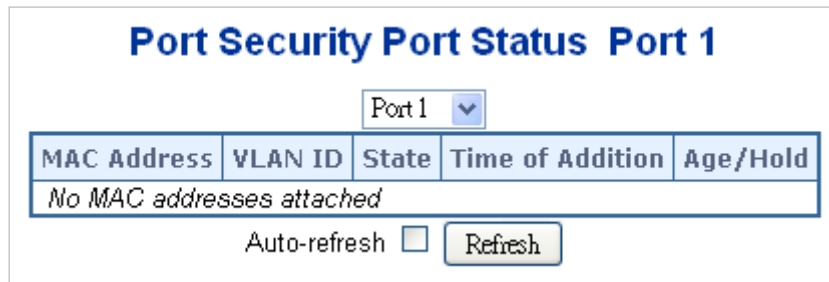 Port Security Port Status Port 1
Port 1
MAC Address VLAN ID State Time of Addition Age/Hold
No MAC addresses attached
Auto-refresh Refresh